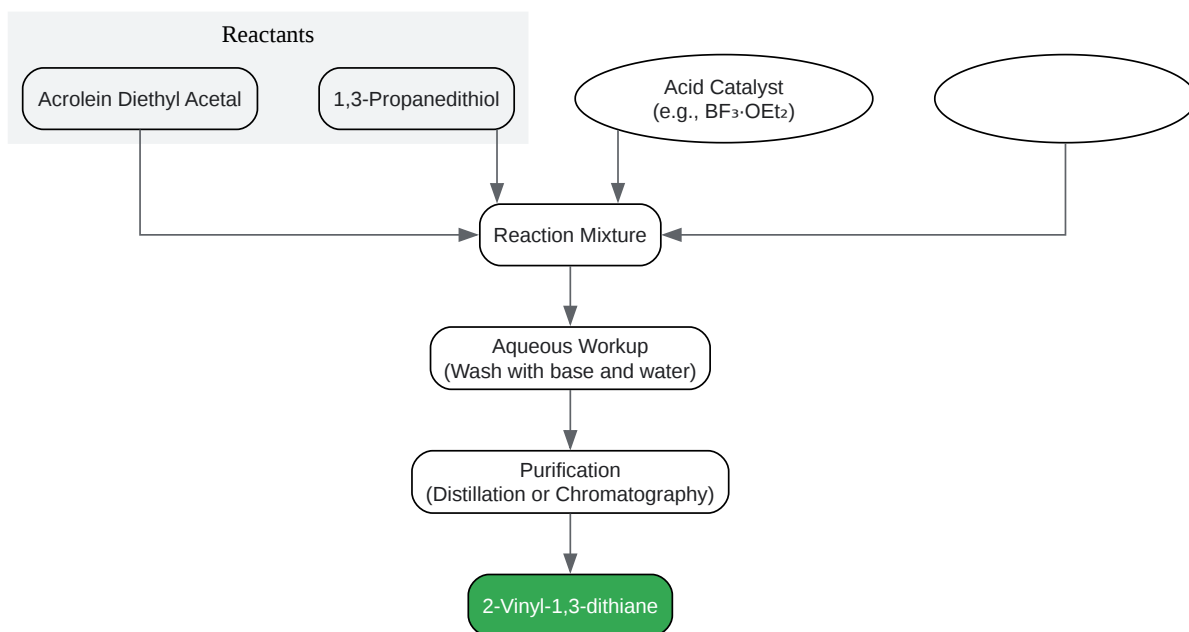 Reactants
Acrolein Diethyl Acetal
1,3-Propanedithiol
Acid Catalyst
(e.g., BF₃·OEt₂)
Reaction Mixture
Aqueous Workup
(Wash with base and water)
Purification
(Distillation or Chromatography)
2-Vinyl-1,3-dithiane